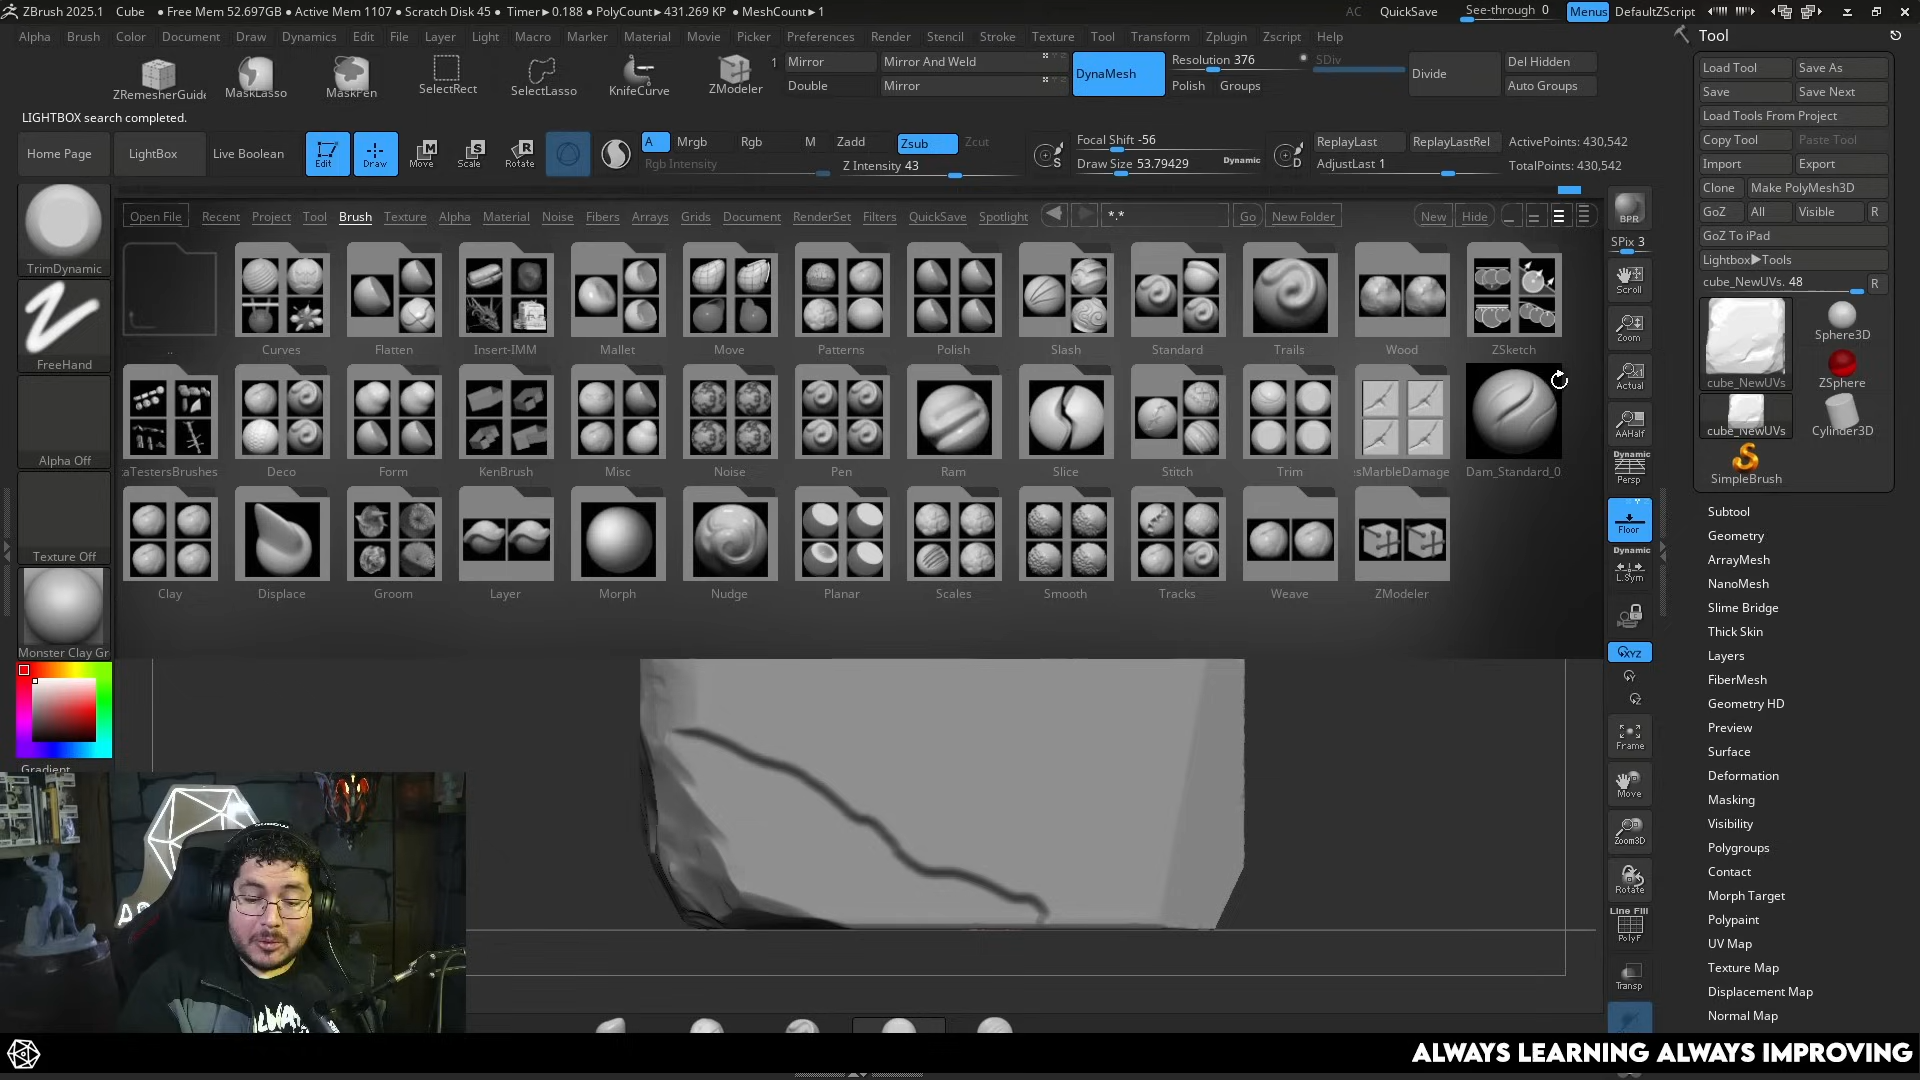 ZBrush 2025.1 Cube ● Free Mem 52.697GB ● Active Mem 1107 ● Scratch Disk 45 ● Timer►0.188 ● PolyCount►431.269 KP ● MeshCount►1 AC QuickSave See-through 0 Menus DefaultZScript
Alpha Brush Color Document Draw Dynamics Edit File Layer Light Macro Marker Material Movie Picker Preferences Render Stencil Stroke Texture Tool Transform Zplugin Zscript Help
ZRemesherGuide MaskLasso MaskPen SelectRect SelectLasso KnifeCurve ZModeler 1
Mirror Mirror And Weld DynaMesh Resolution 376 SDiv Divide Del Hidden
Double Mirror Polish Groups Auto Groups
LIGHTBOX search completed.
Home Page LightBox Live Boolean Edit Draw Move Scale Rotate
A Mrgb Rgb M Zadd Zsub Zcut Focal Shift -56 ReplayLast ReplayLastRel ActivePoints: 430,542
Rgb Intensity Z Intensity 43 Draw Size 53.79429 Dynamic AdjustLast 1 TotalPoints: 430,542
S D
TrimDynamic
FreeHand
Alpha Off
Texture Off
Monster Clay Gr
Gradient
Open File Recent Project Tool Brush Texture Alpha Material Noise Fibers Arrays Grids Document RenderSet Filters QuickSave Spotlight *.* Go New Folder New Hide
.. Curves Flatten Insert-IMM Mallet Move Patterns Polish Slash Standard Trails Wood ZSketch
:aTestersBrushes Deco Form KenBrush Misc Noise Pen Ram Slice Stitch Trim :sMarbleDamage Dam_Standard_0
Clay Displace Groom Layer Morph Nudge Planar Scales Smooth Tracks Weave ZModeler
BPR
SPix 3
Scroll
Zoom
Actual
AAHalf
Dynamic
Persp
Floor
Dynamic
L.Sym
XYZ
Y
Z
Frame
Move
Zoom3D
Rotate
Line Fill
PolyF
Transp
Tool
Load Tool Save As
Save Save Next
Load Tools From Project
Copy Tool Paste Tool
Import Export
Clone Make PolyMesh3D
GoZ All Visible R
GoZ To iPad
Lightbox►Tools
cube_NewUVs. 48 R
cube_NewUVs Sphere3D
ZSphere
cube_NewUVs Cylinder3D
SimpleBrush
Subtool
Geometry
ArrayMesh
NanoMesh
Slime Bridge
Thick Skin
Layers
FiberMesh
Geometry HD
Preview
Surface
Deformation
Masking
Visibility
Polygroups
Contact
Morph Target
Polypaint
UV Map
Texture Map
Displacement Map
Normal Map
ALWAYS LEARNING ALWAYS IMPROVING